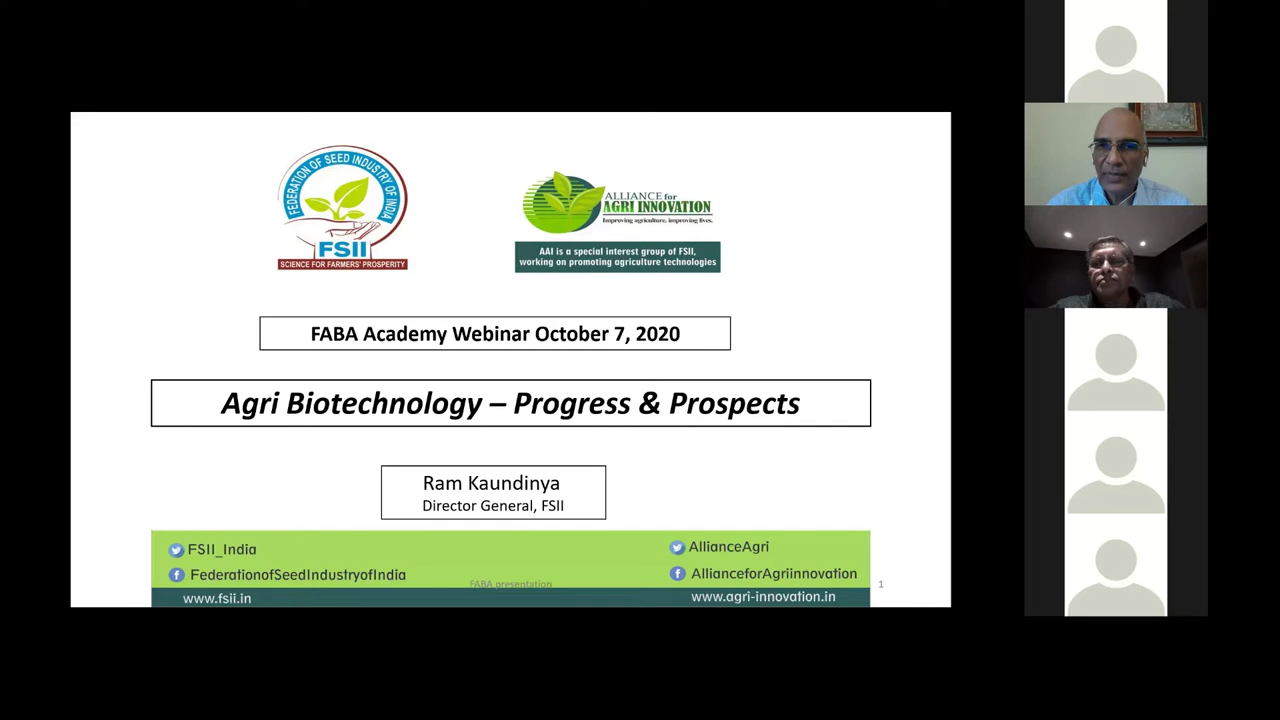 FEDERATION OF SEED INDUSTRY OF INDIA
FSII
SCIENCE FOR FARMERS' PROSPERITY
ALLIANCE for
AGRI INNOVATION
Improving agriculture, improving lives.
AAI is a special interest group of FSII,
working on promoting agriculture technologies
FABA Academy Webinar October 7, 2020
Agri Biotechnology – Progress & Prospects
Ram Kaundinya
Director General, FSII
FSII_India
AllianceAgri
FederationofSeedIndustryofIndia
AllianceforAgriinnovation
FABA presentation
1
www.fsii.in
www.agri-innovation.in